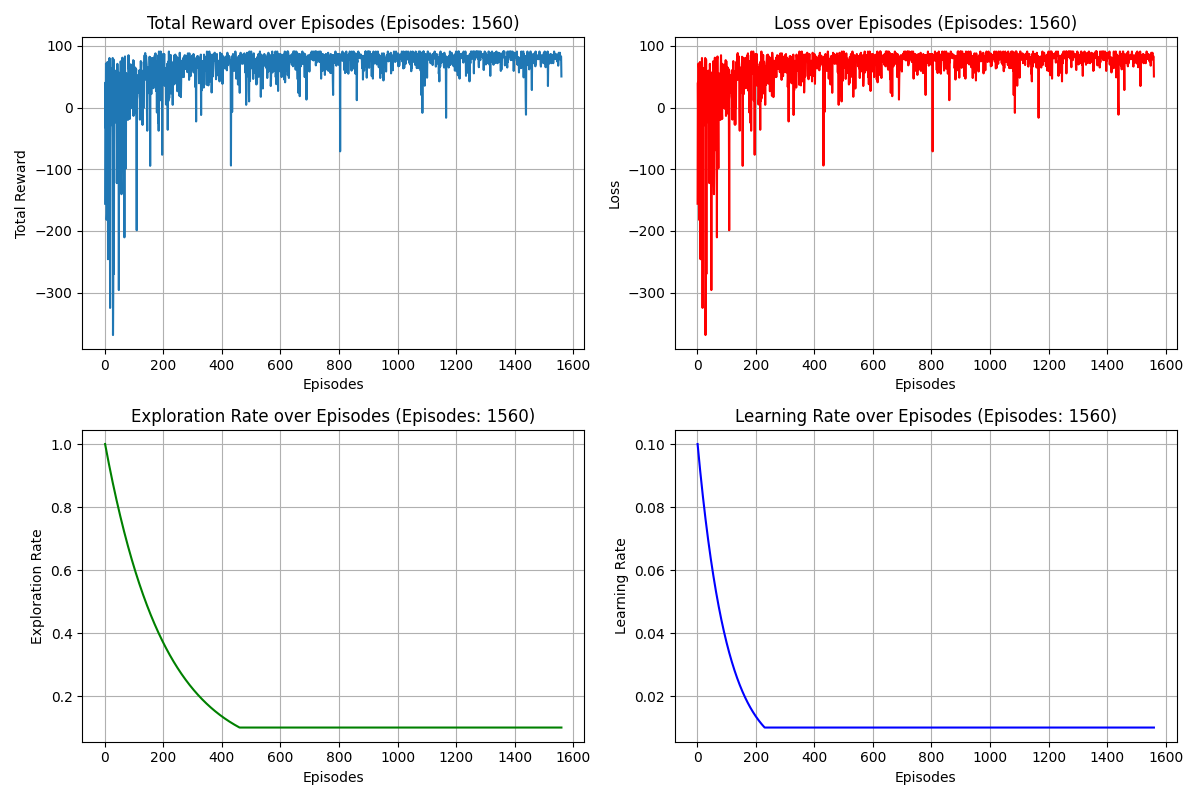 Total Reward over Episodes (Episodes: 1560)
Total Reward
100
0
−100
−200
−300
0 200 400 600 800 1000 1200 1400 1600
Episodes
Loss over Episodes (Episodes: 1560)
Loss
100
0
−100
−200
−300
0 200 400 600 800 1000 1200 1400 1600
Episodes
Exploration Rate over Episodes (Episodes: 1560)
Exploration Rate
1.0
0.8
0.6
0.4
0.2
0 200 400 600 800 1000 1200 1400 1600
Episodes
Learning Rate over Episodes (Episodes: 1560)
Learning Rate
0.10
0.08
0.06
0.04
0.02
0 200 400 600 800 1000 1200 1400 1600
Episodes